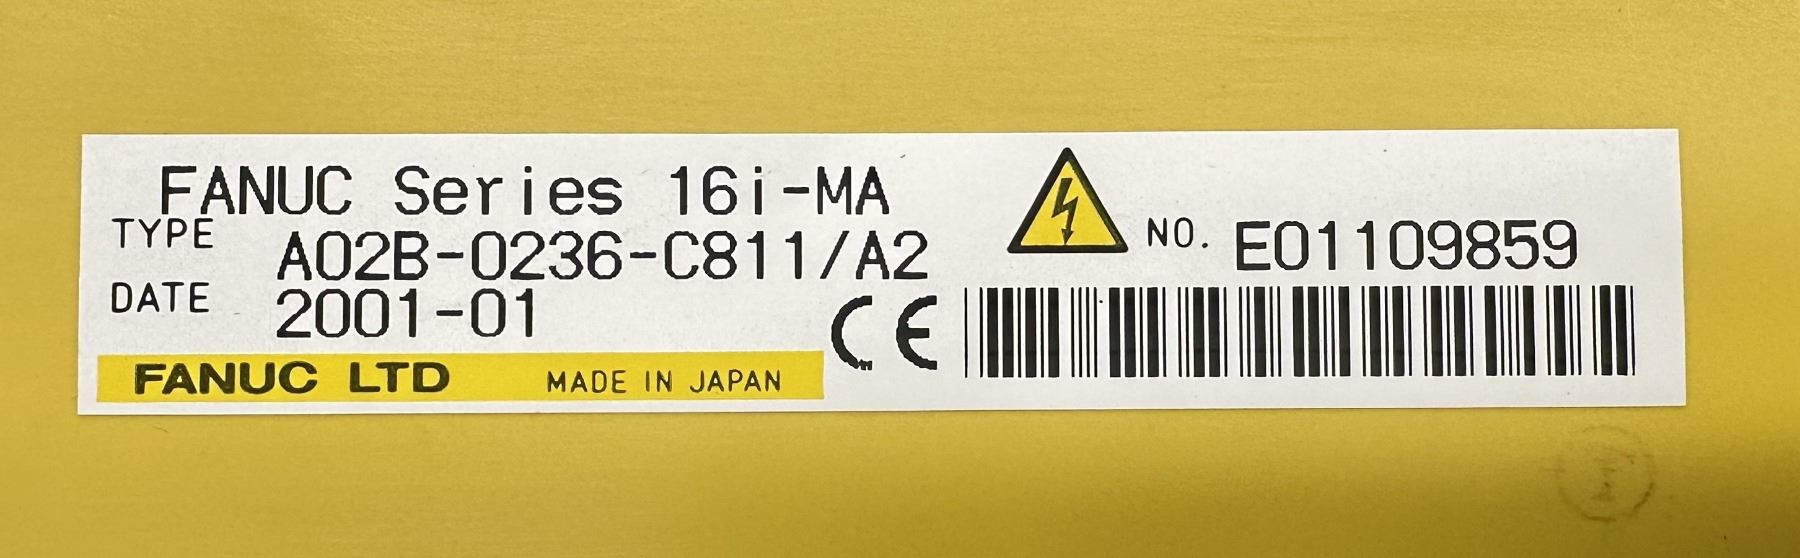 FANUC Series 16i-MA
TYPE A02B-0236-C811/A2
DATE 2001-01
FANUC LTD MADE IN JAPAN
NO. E01109859
CE